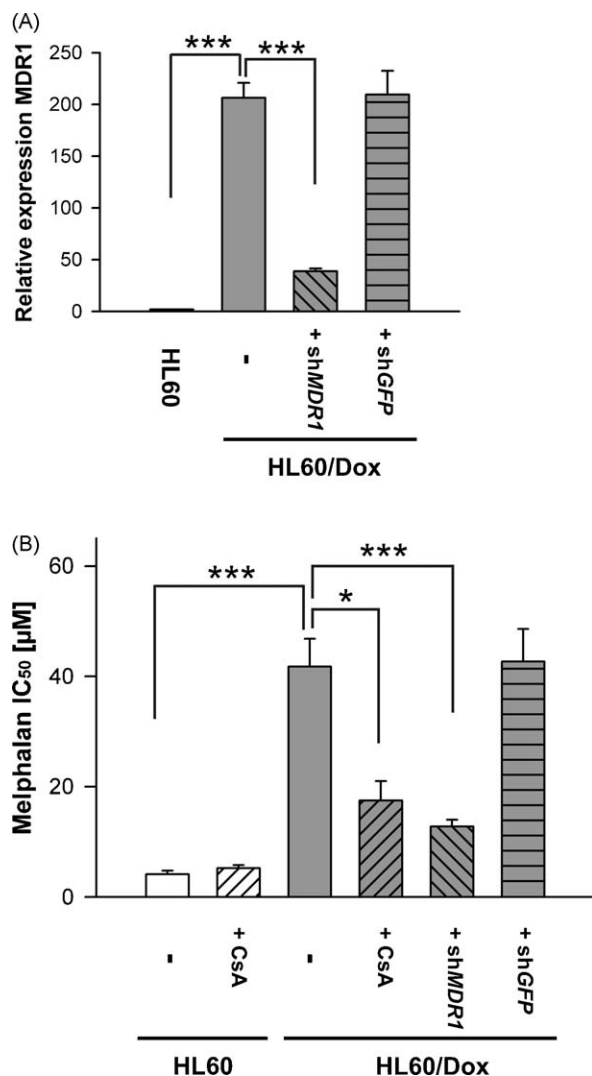 (A)
Relative expression MDR1
250
200
150
100
50
0
*** ***
HL60
-
+ shMDR1
+ shGFP
HL60/Dox
(B)
Melphalan IC₅₀ [µM]
60
40
20
0
***
***
*
-
+ CsA
-
+ CsA
+ shMDR1
+ shGFP
HL60
HL60/Dox